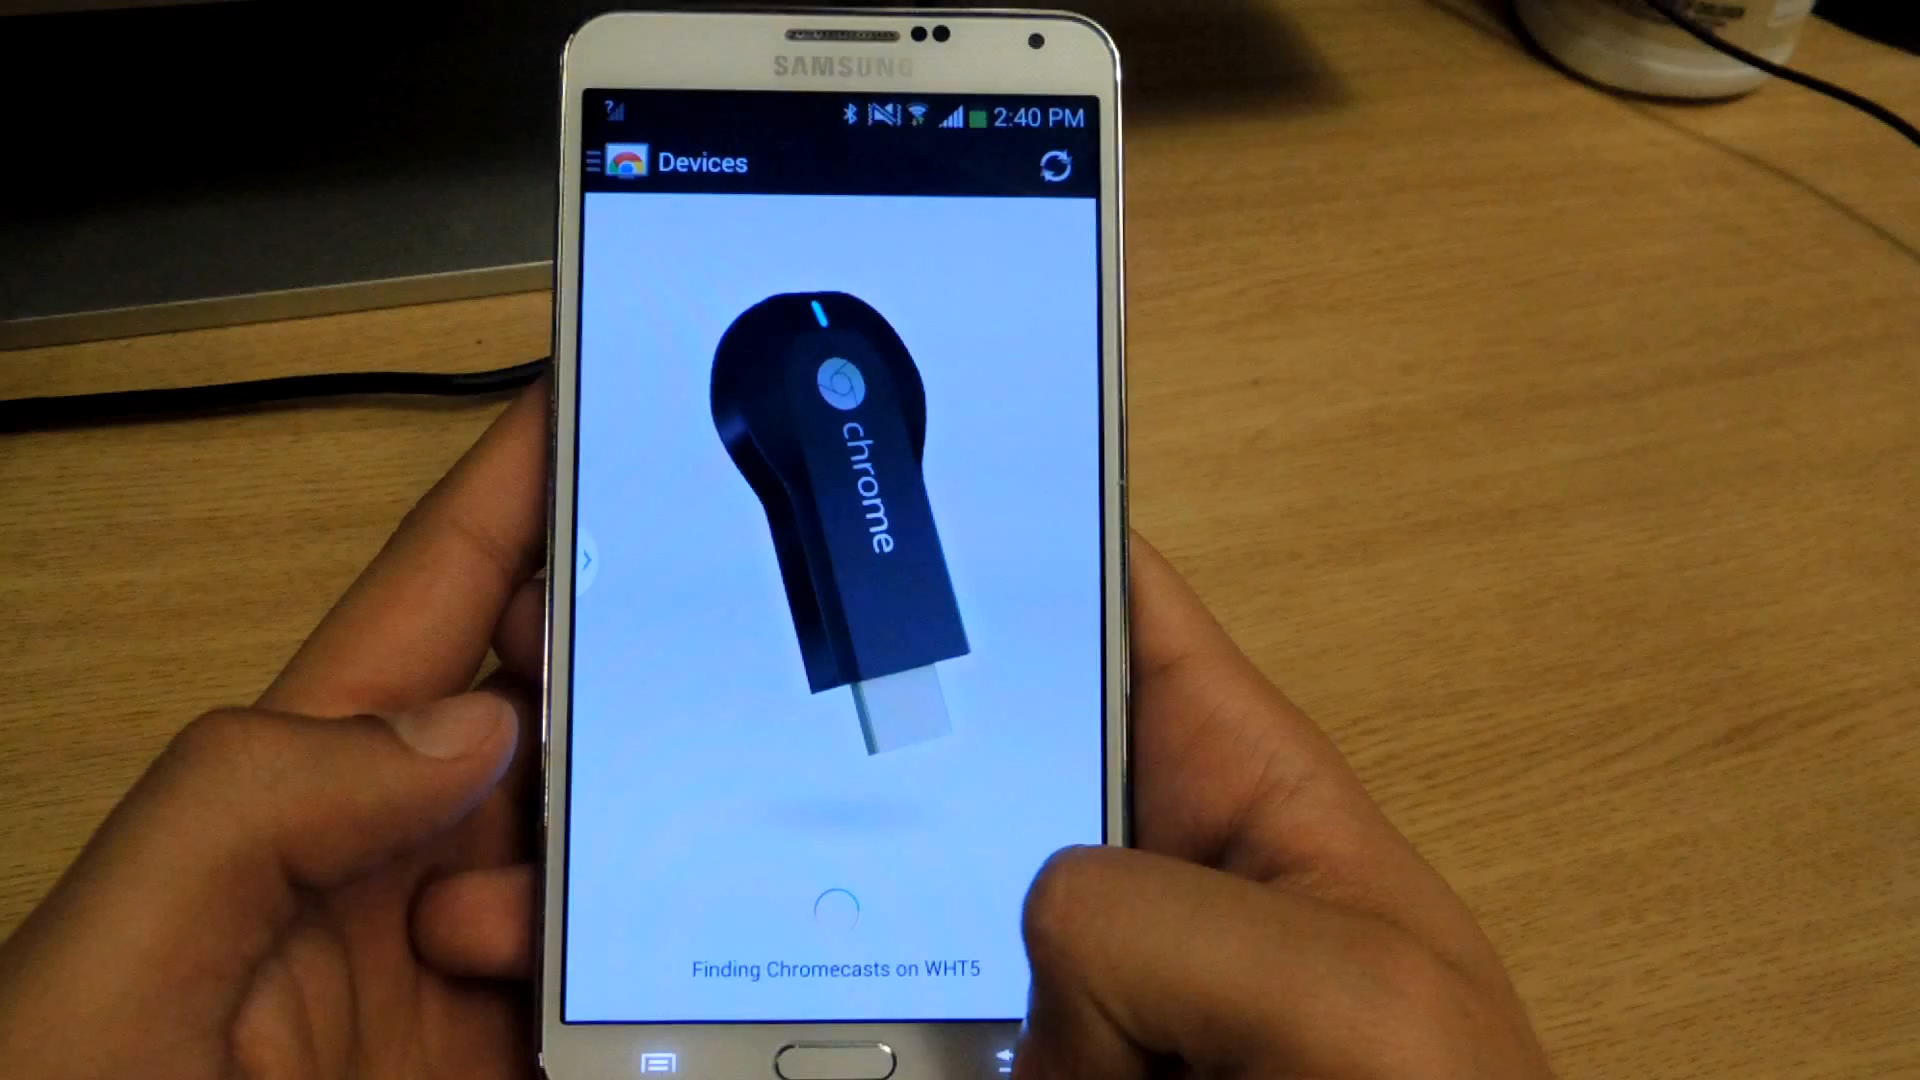 SAMSUNG
2:40 PM
Devices
chrome
Finding Chromecasts on WHT5